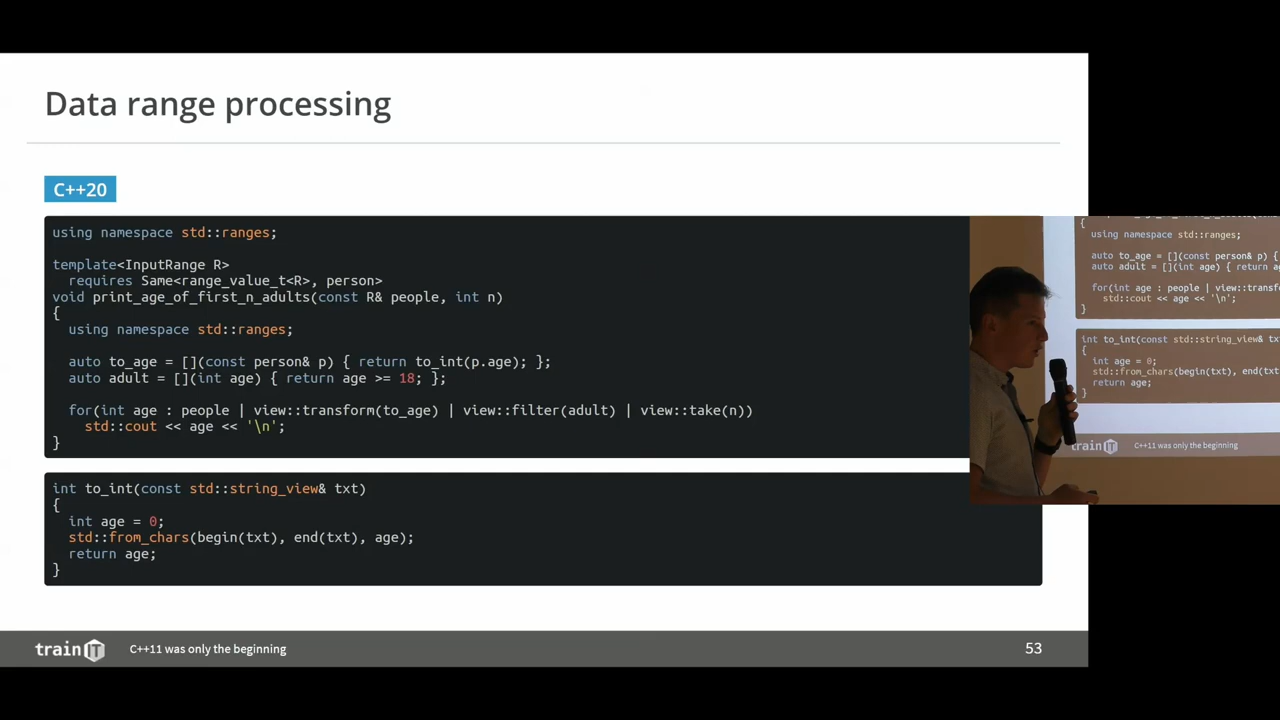 Data range processing
C++20
using namespace std::ranges;
template<InputRange R>
requires Same<range_value_t<R>, person>
void print_age_of_first_n_adults(const R& people, int n)
{
using namespace std::ranges;
auto to_age = [](const person& p) { return to_int(p.age); };
auto adult = [](int age) { return age >= 18; };
for(int age : people | view::transform(to_age) | view::filter(adult) | view::take(n))
std::cout << age << '\n';
}
int to_int(const std::string_view& txt)
{
int age = 0;
std::from_chars(begin(txt), end(txt), age);
return age;
}
train IT
C++11 was only the beginning
53
{
using namespace std::ranges;
auto to_age = [](const person& p) {
auto adult = [](int age) { return ag
for(int age : people | view::transf
std::cout << age << '\n';
}
int to_int(const std::string_view& tx
{
int age = 0;
std::from_chars(begin(txt), end(txt
return age;
}
train IT
C++11 was only the beginning